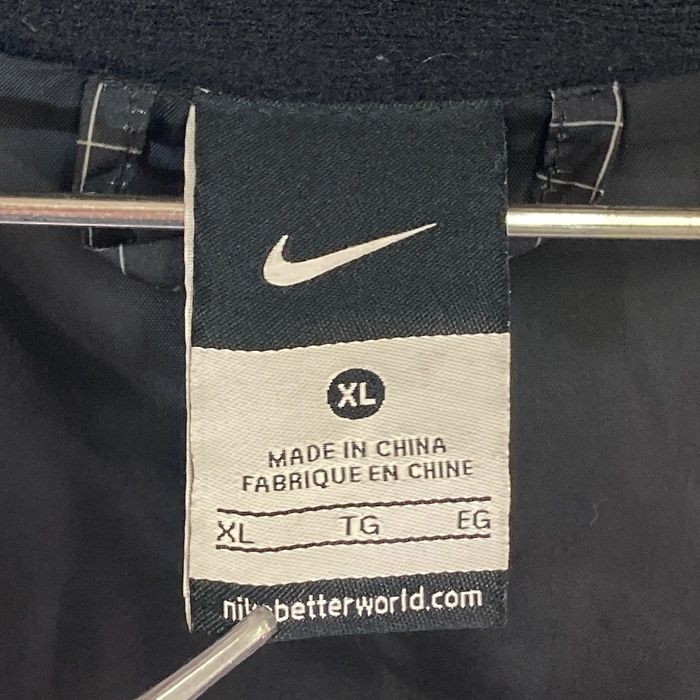 XL
MADE IN CHINA
FABRIQUE EN CHINE
XL TG EG
nikebetterworld.com